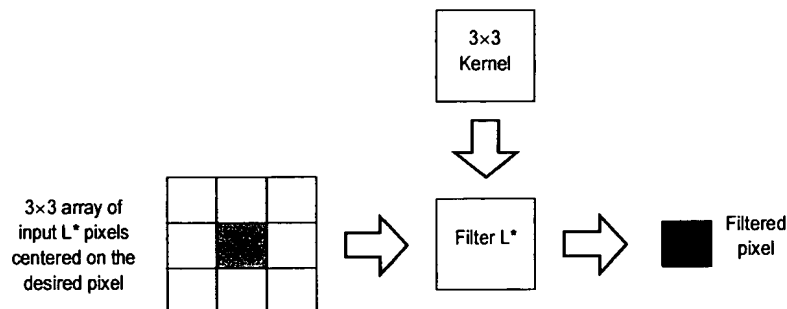 3×3
Kernel
3×3 array of
input L* pixels
centered on the
desired pixel
Filter L*
Filtered
pixel